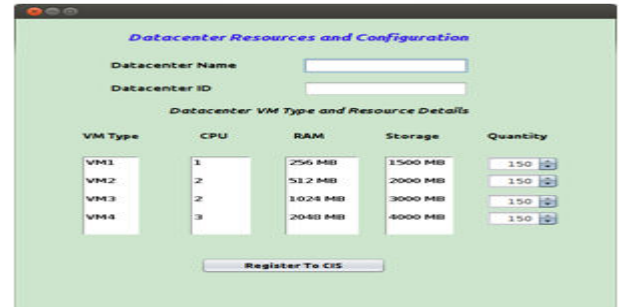 Datacenter Resources and Configuration
Datacenter Name
Datacenter ID
Datacenter VM Type and Resource Details
VM Type CPU RAM Storage Quantity
VM1 1 256 MB 1500 MB 150
VM2 2 512 MB 2000 MB 150
VM3 2 1024 MB 3000 MB 150
VM4 3 2048 MB 4000 MB 150
Register To CIS